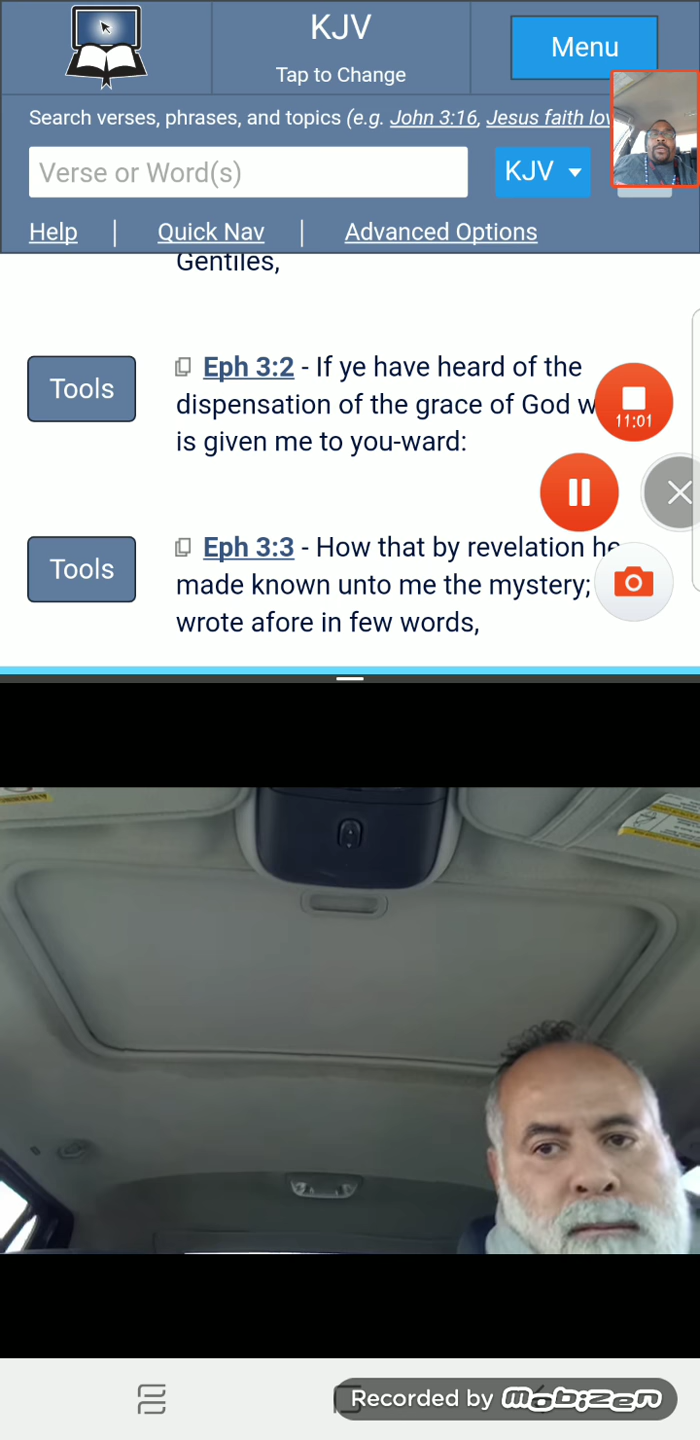 KJV
Tap to Change
Menu
Search verses, phrases, and topics (e.g. John 3:16, Jesus faith
Verse or Word(s)
KJV
Help | Quick Nav | Advanced Options
Gentiles,
Tools
Eph 3:2 - If ye have heard of the
dispensation of the grace of God
is given me to you-ward:
11:01
Tools
Eph 3:3 - How that by revelation he
made known unto me the mystery;
wrote afore in few words,
Recorded by mobizen